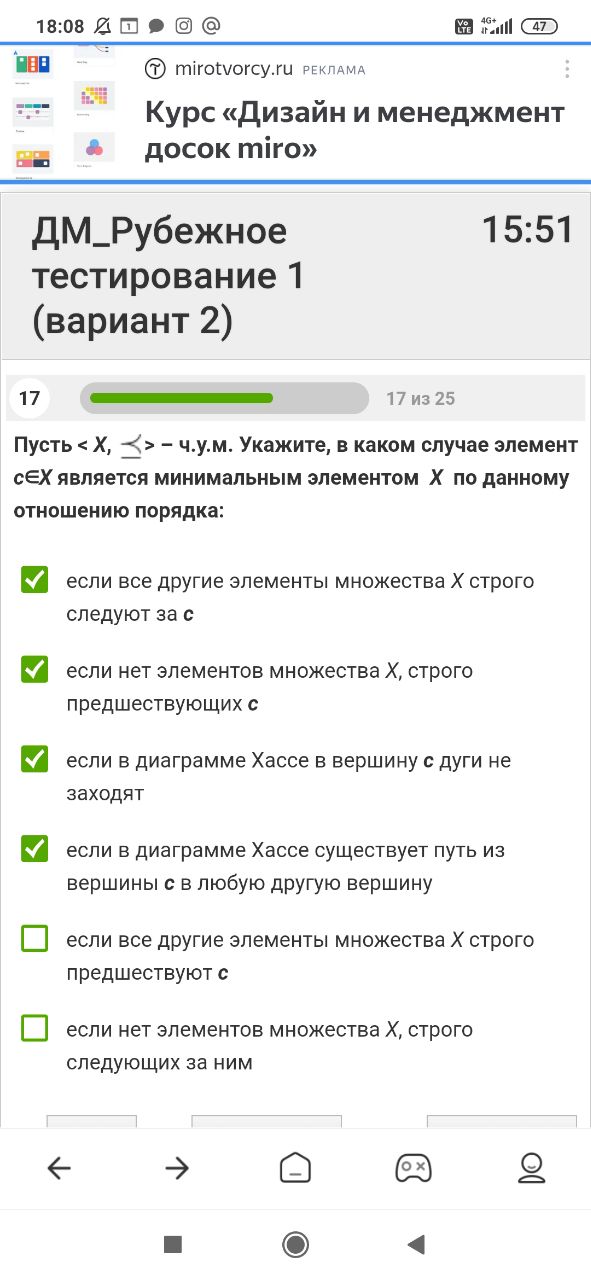 18:08
1
Vo LTE 4G+ 47
mirotvorcy.ru РЕКЛАМА
Курс «Дизайн и менеджмент
досок miro»
ДМ_Рубежное
тестирование 1
(вариант 2)
15:51
17
17 из 25
Пусть < X, ⪯> – ч.у.м. Укажите, в каком случае элемент
c∈X является минимальным элементом X по данному
отношению порядка:
если все другие элементы множества X строго
следуют за c
если нет элементов множества X, строго
предшествующих c
если в диаграмме Хассе в вершину c дуги не
заходят
если в диаграмме Хассе существует путь из
вершины c в любую другую вершину
если все другие элементы множества X строго
предшествуют c
если нет элементов множества X, строго
следующих за ним